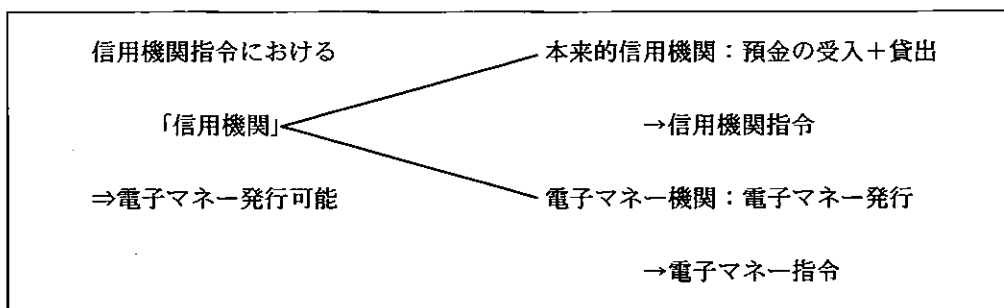 信用機関指令における
本来的信用機関：預金の受入＋貸出
「信用機関」
→信用機関指令
⇒電子マネー発行可能
電子マネー機関：電子マネー発行
→電子マネー指令